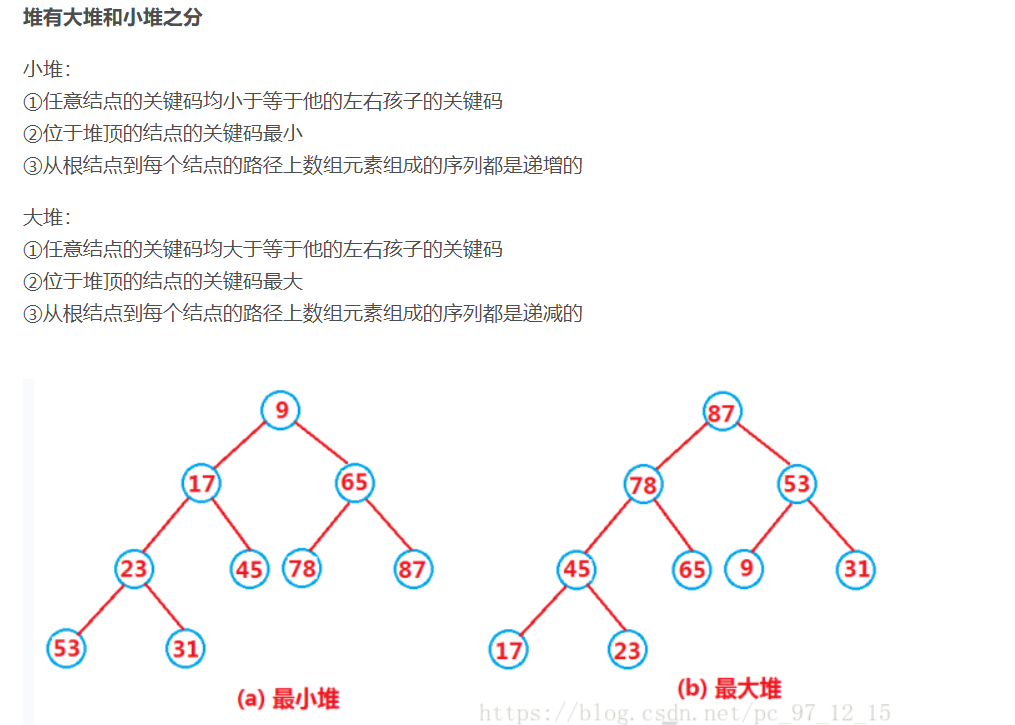 堆有大堆和小堆之分
小堆：
①任意结点的关键码均小于等于他的左右孩子的关键码
②位于堆顶的结点的关键码最小
③从根结点到每个结点的路径上数组元素组成的序列都是递增的
大堆：
①任意结点的关键码均大于等于他的左右孩子的关键码
②位于堆顶的结点的关键码最大
③从根结点到每个结点的路径上数组元素组成的序列都是递减的
9
17 65
23 45 78 87
53 31
(a) 最小堆
87
78 53
45 65 9 31
17 23
(b) 最大堆
https://blog.csdn.net/pc_97_12_15